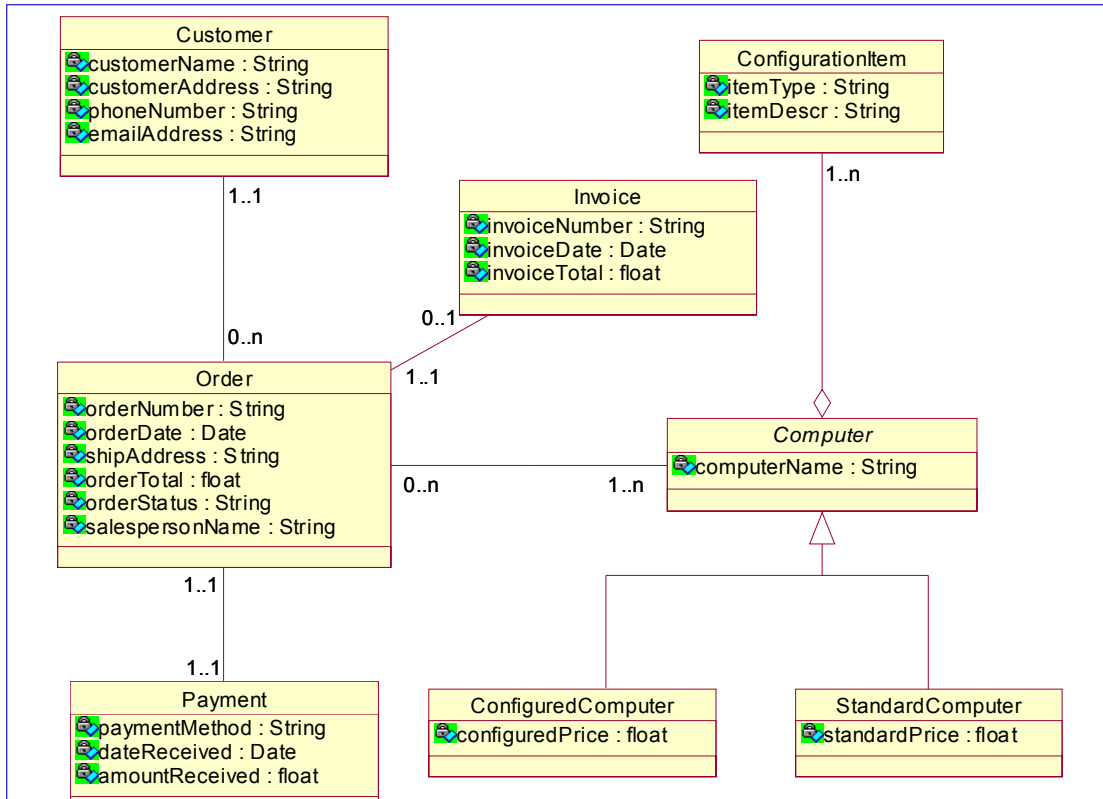 Customer
customerName : String
customerAddress : String
phoneNumber : String
emailAddress : String
ConfigurationItem
itemType : String
itemDescr : String
1..1
1..n
Invoice
invoiceNumber : String
invoiceDate : Date
invoiceTotal : float
0..n
0..1
1..1
Order
orderNumber : String
orderDate : Date
shipAddress : String
orderTotal : float
orderStatus : String
salespersonName : String
0..n
1..n
Computer
computerName : String
1..1
1..1
Payment
paymentMethod : String
dateReceived : Date
amountReceived : float
ConfiguredComputer
configuredPrice : float
StandardComputer
standardPrice : float